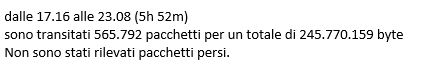 dalle 17.16 alle 23.08 (5h 52m)
sono transitati 565.792 pacchetti per un totale di 245.770.159 byte
Non sono stati rilevati pacchetti persi.